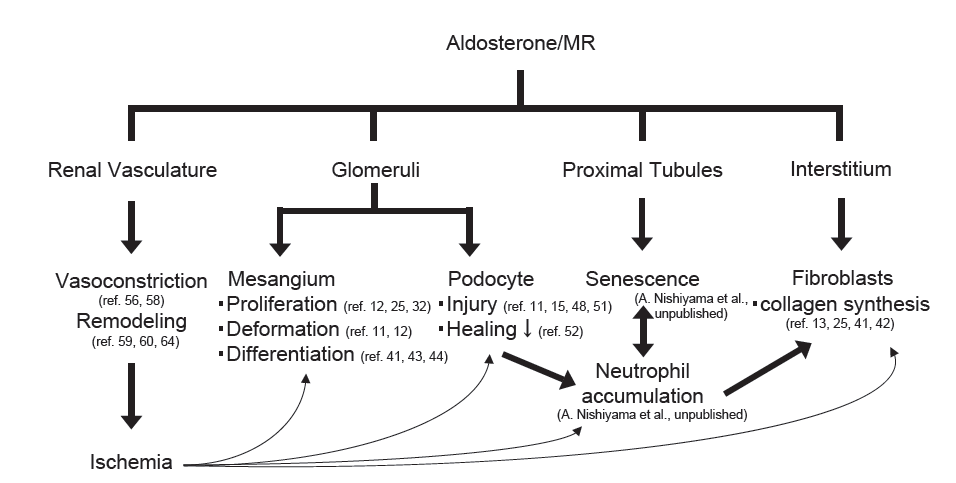 Aldosterone/MR
Renal Vasculature
Glomeruli
Proximal Tubules
Interstitium
Vasoconstriction
(ref. 56, 58)
Remodeling
(ref. 59, 60, 64)
Ischemia
Mesangium
▪Proliferation (ref. 12, 25, 32)
▪Deformation (ref. 11, 12)
▪Differentiation (ref. 41, 43, 44)
Podocyte
▪Injury (ref. 11, 15, 48, 51)
▪Healing ↓ (ref. 52)
Senescence
(A. Nishiyama et al.,
unpublished)
Neutrophil
accumulation
(A. Nishiyama et al., unpublished)
Fibroblasts
▪collagen synthesis
(ref. 13, 25, 41, 42)